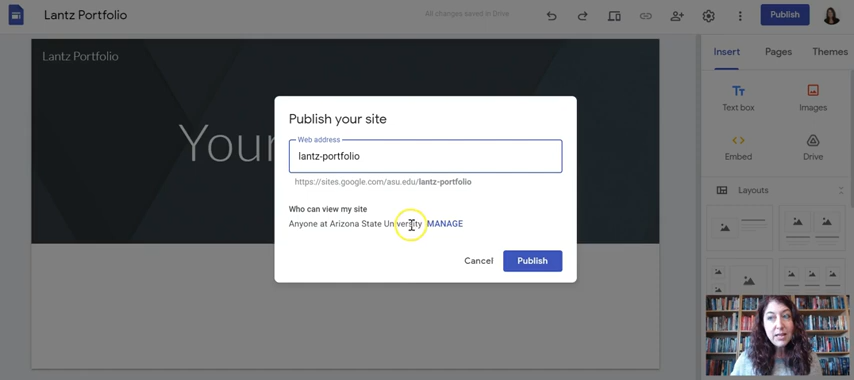 Lantz Portfolio
All changes saved in Drive
Publish
Lantz Portfolio
Insert
Pages
Themes
Your
Text box
Images
Embed
Drive
Layouts
Publish your site
Web address
lantz-portfolio
https://sites.google.com/asu.edu/lantz-portfolio
Who can view my site
Anyone at Arizona State University MANAGE
Cancel
Publish